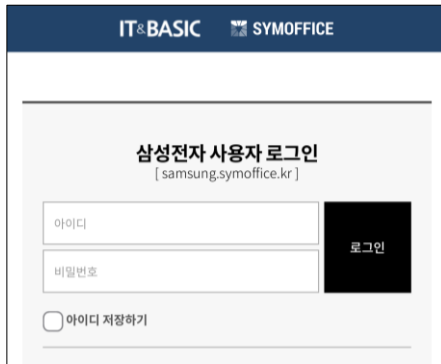 IT&BASIC SYMOFFICE
삼성전자 사용자 로그인
[ samsung.symoffice.kr ]
아이디
비밀번호
로그인
아이디 저장하기